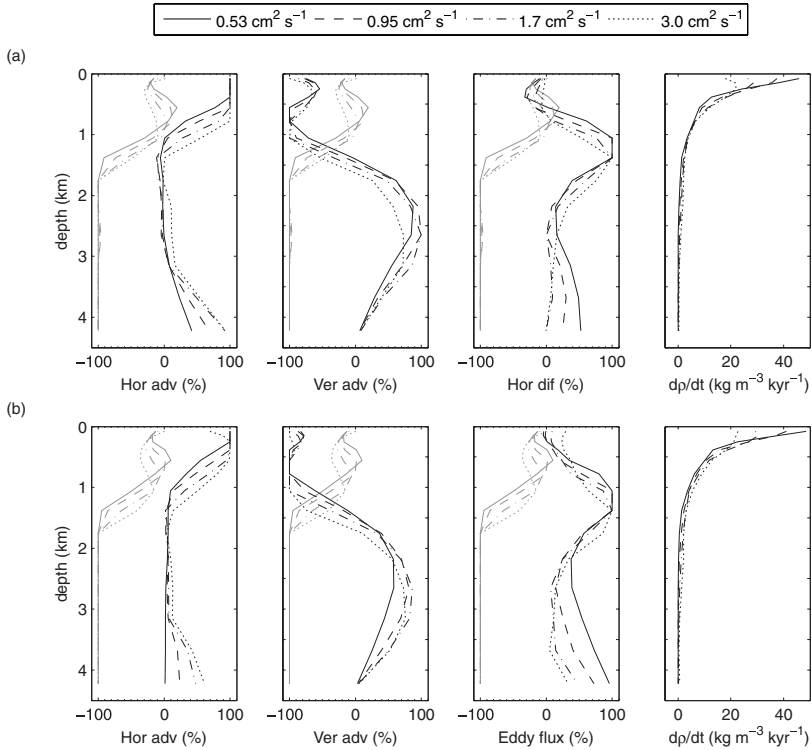 0.53 cm² s⁻¹ 0.95 cm² s⁻¹ 1.7 cm² s⁻¹ 3.0 cm² s⁻¹
(a)
0
1
2
3
4
depth (km)
−100 0 100 −100 0 100 −100 0 100 0 20 40
Hor adv (%) Ver adv (%) Hor dif (%) dρ/dt (kg m⁻³ kyr⁻¹)
(b)
0
1
2
3
4
depth (km)
−100 0 100 −100 0 100 −100 0 100 0 20 40
Hor adv (%) Ver adv (%) Eddy flux (%) dρ/dt (kg m⁻³ kyr⁻¹)